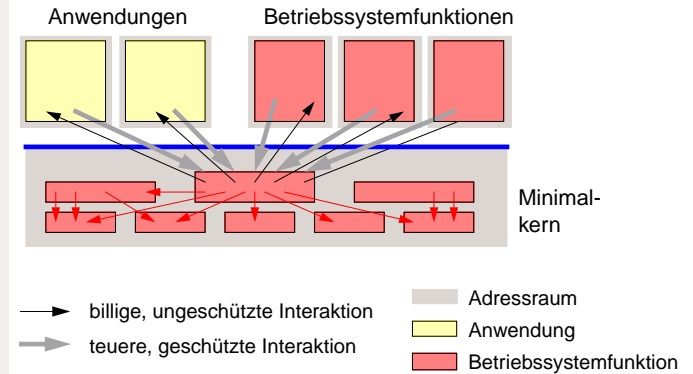 Anwendungen
Betriebssystemfunktionen
Minimal-
kern
billige, ungeschützte Interaktion
teuere, geschützte Interaktion
Adressraum
Anwendung
Betriebssystemfunktion